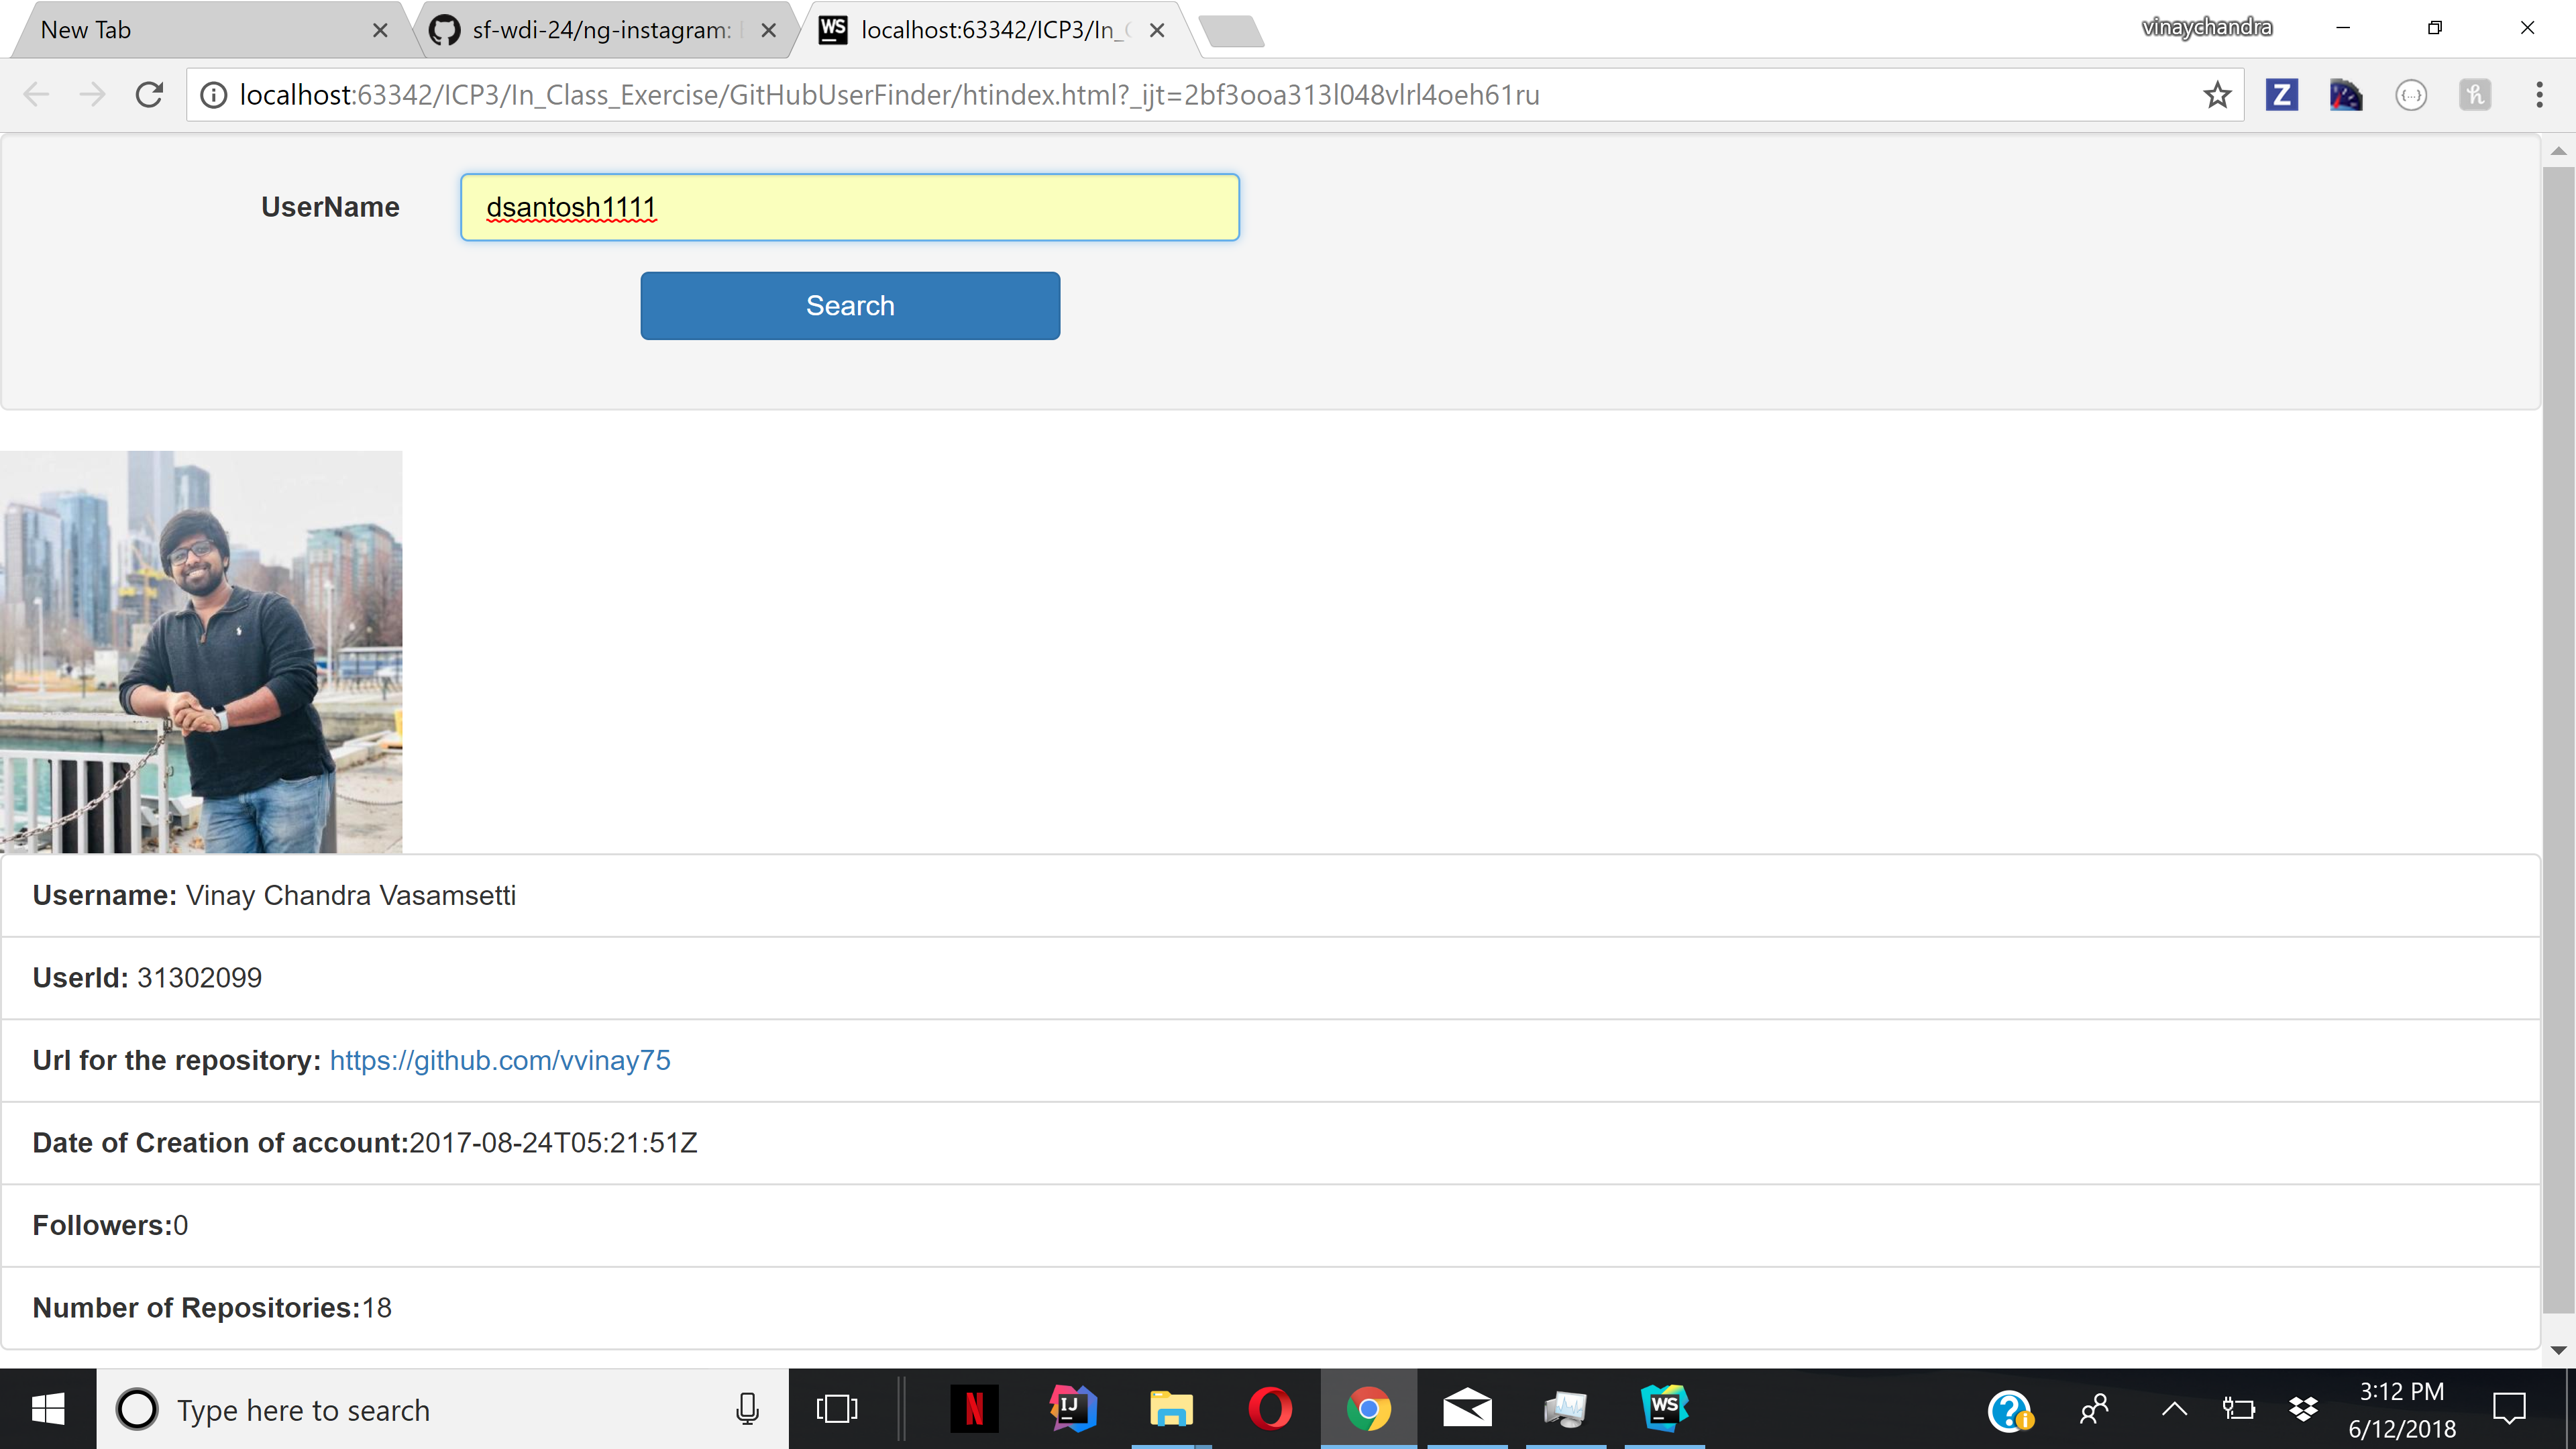 New Tab
sf-wdi-24/ng-instagram:
WS localhost:63342/ICP3/In_
vinaychandra
localhost:63342/ICP3/In_Class_Exercise/GitHubUserFinder/htindex.html?_ijt=2bf3ooa313l048vlrl4oeh61ru
Z
UserName
dsantosh1111
Search
Username: Vinay Chandra Vasamsetti
UserId: 31302099
Url for the repository: https://github.com/vvinay75
Date of Creation of account:2017-08-24T05:21:51Z
Followers:0
Number of Repositories:18
Type here to search
N
IJ
WS
3:12 PM
6/12/2018